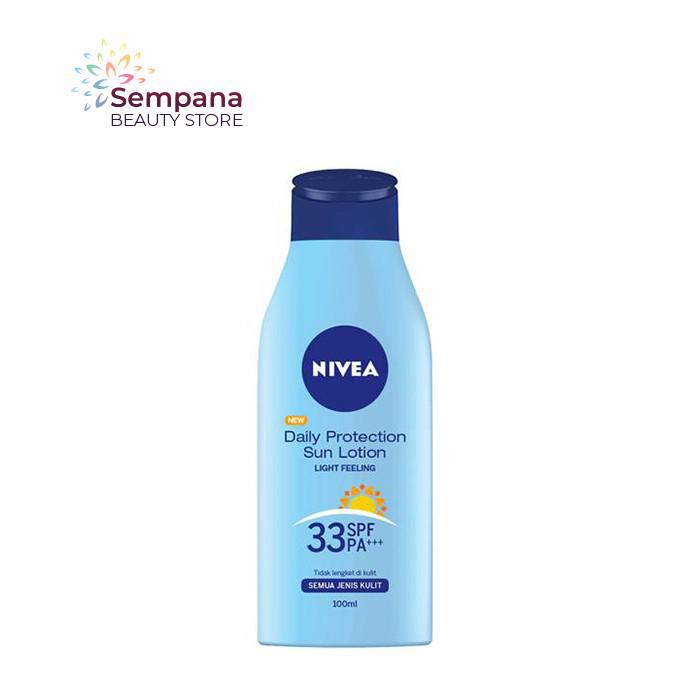 Sempana
BEAUTY STORE
NIVEA
NEW
Daily Protection
Sun Lotion
LIGHT FEELING
33 SPF
PA+++
Tidak lengket di kulit
SEMUA JENIS KULIT
100ml